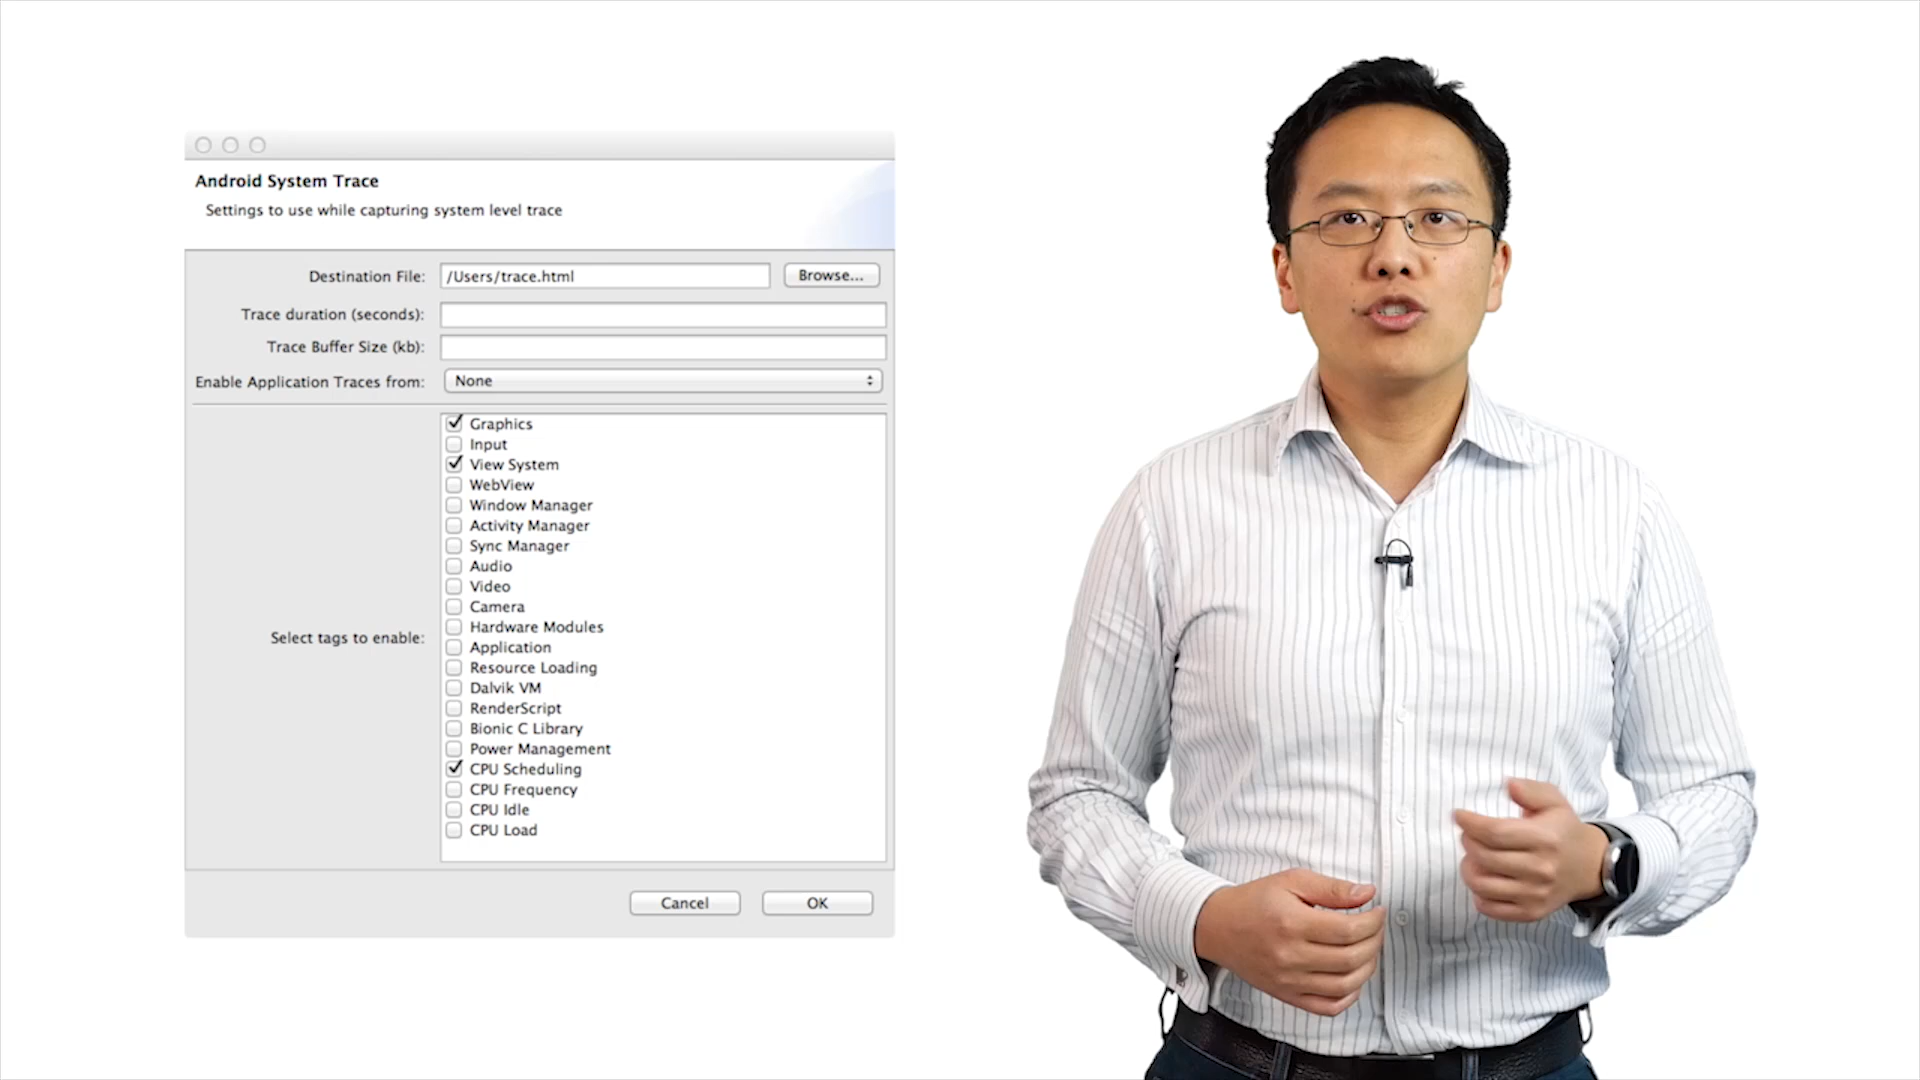 Android System Trace
Settings to use while capturing system level trace
Destination File: /Users/trace.html Browse...
Trace duration (seconds):
Trace Buffer Size (kb):
Enable Application Traces from: None
Select tags to enable:
Graphics
Input
View System
WebView
Window Manager
Activity Manager
Sync Manager
Audio
Video
Camera
Hardware Modules
Application
Resource Loading
Dalvik VM
RenderScript
Bionic C Library
Power Management
CPU Scheduling
CPU Frequency
CPU Idle
CPU Load
Cancel OK